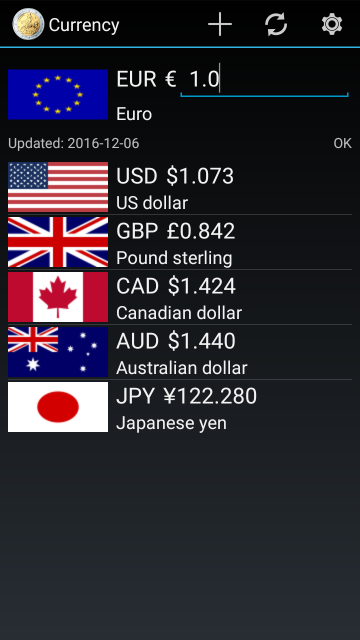 Currency
EUR € 1.0
Euro
Updated: 2016-12-06 OK
USD $1.073
US dollar
GBP £0.842
Pound sterling
CAD $1.424
Canadian dollar
AUD $1.440
Australian dollar
JPY ¥122.280
Japanese yen